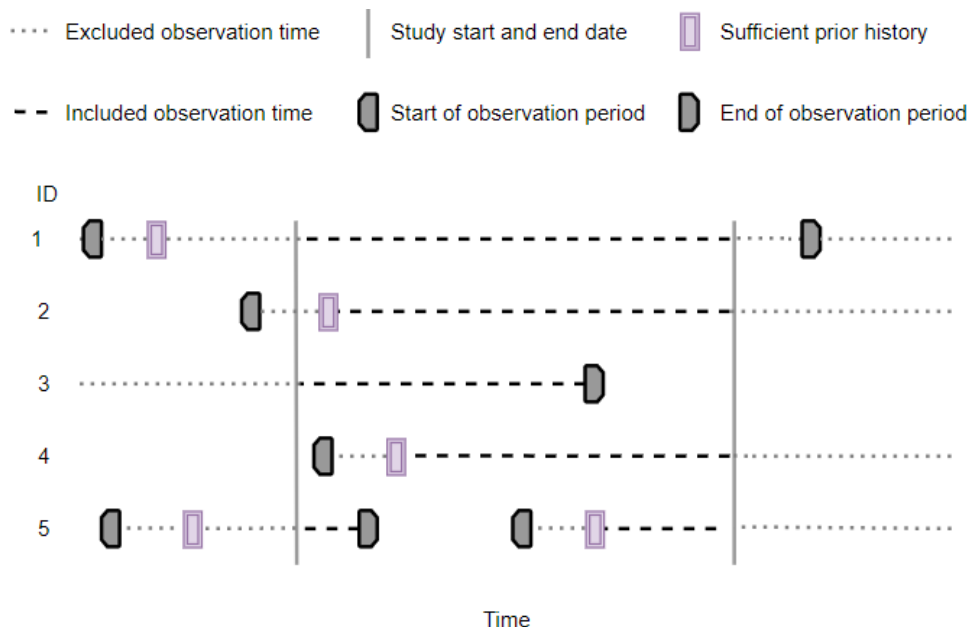 Excluded observation time
Study start and end date
Sufficient prior history
Included observation time
Start of observation period
End of observation period
ID
1
2
3
4
5
Time